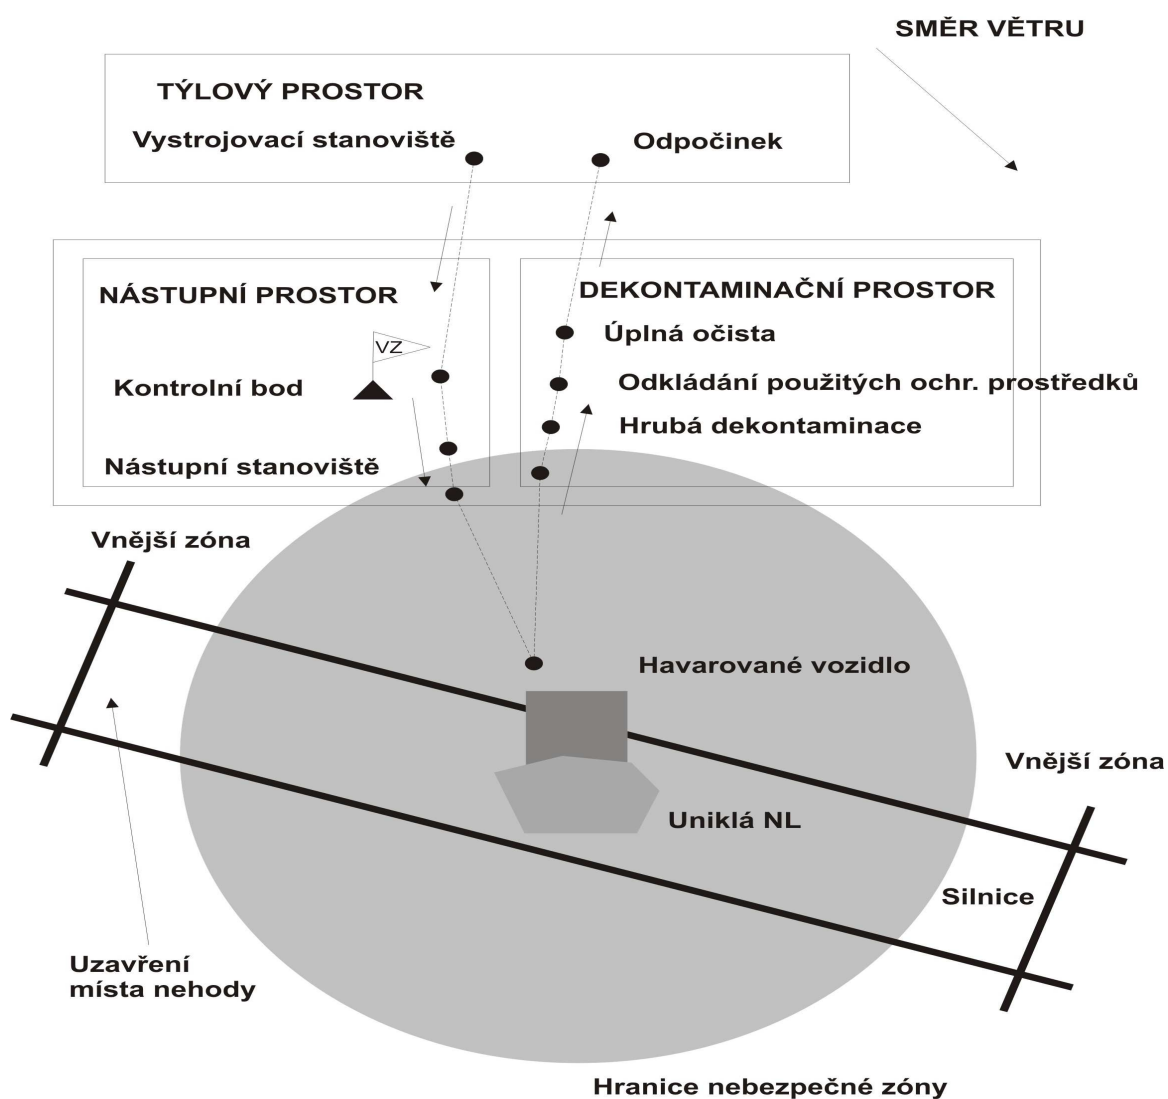 SMĚR VĚTRU
TÝLOVÝ PROSTOR
Vystrojovací stanoviště
Odpočinek
NÁSTUPNÍ PROSTOR
DEKONTAMINAČNÍ PROSTOR
VZ
Úplná očista
Kontrolní bod
Odkládání použitých ochr. prostředků
Hrubá dekontaminace
Nástupní stanoviště
Vnější zóna
Havarované vozidlo
Vnější zóna
Uniklá NL
Silnice
Uzavření
místa nehody
Hranice nebezpečné zóny